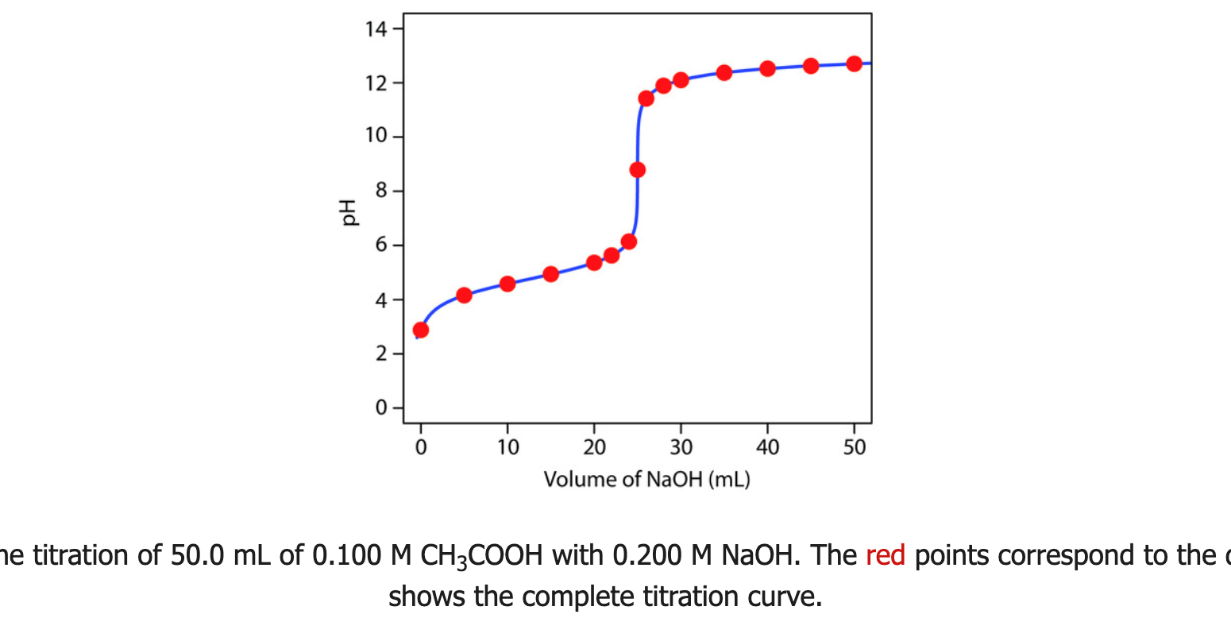 14
12
10
8
pH
6
4
2
0
0 10 20 30 40 50
Volume of NaOH (mL)
titration of 50.0 mL of 0.100 M CH₃COOH with 0.200 M NaOH. The red points correspond to the
shows the complete titration curve.